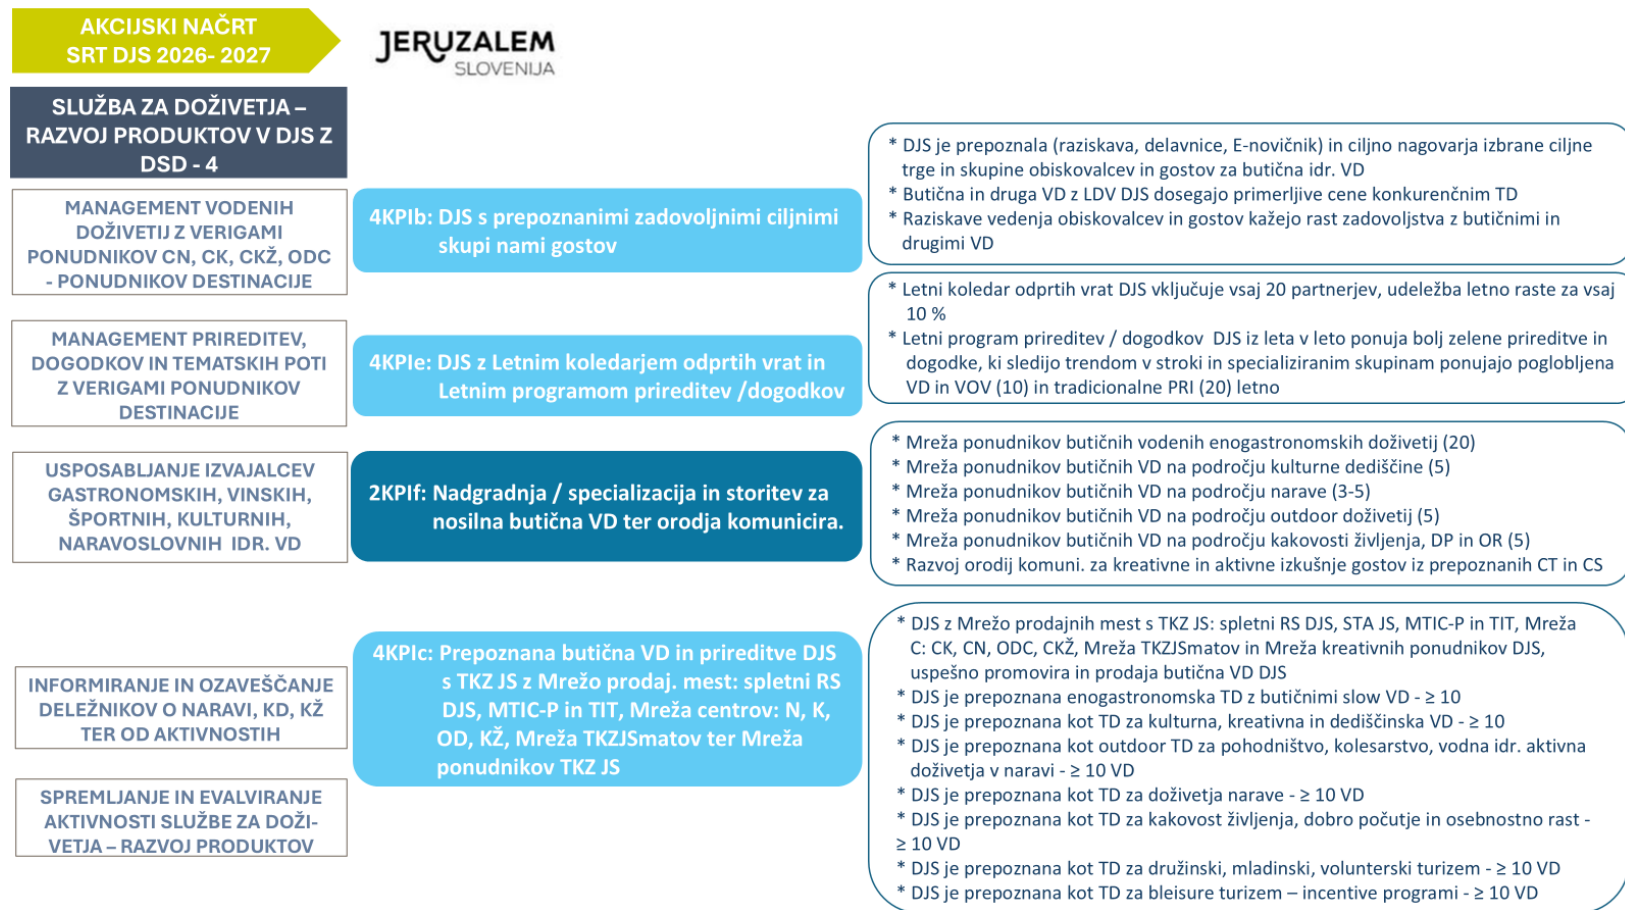 AKCIJSKI NAČRT
SRT DJS 2026- 2027
JERUZALEM
SLOVENIJA
SLUŽBA ZA DOŽIVETJA –
RAZVOJ PRODUKTOV V DJS Z
DSD - 4
MANAGEMENT VODENIH
DOŽIVETIJ Z VERIGAMI
PONUDNIKOV CN, CK, CKŽ, ODC
- PONUDNIKOV DESTINACIJE
4KPIb: DJS s prepoznanimi zadovoljnimi ciljnimi
skupi nami gostov
* DJS je prepoznala (raziskava, delavnice, E-novičnik) in ciljno nagovarja izbrane ciljne
trge in skupine obiskovalcev in gostov za butična idr. VD
* Butična in druga VD z LDV DJS dosegajo primerljive cene konkurenčnim TD
* Raziskave vedenja obiskovalcev in gostov kažejo rast zadovoljstva z butičnimi in
drugimi VD
MANAGEMENT PRIREDITEV,
DOGODKOV IN TEMATSKIH POTI
Z VERIGAMI PONUDNIKOV
DESTINACIJE
4KPIe: DJS z Letnim koledarjem odprtih vrat in
Letnim programom prireditev /dogodkov
* Letni koledar odprtih vrat DJS vključuje vsaj 20 partnerjev, udeležba letno raste za vsaj
10 %
* Letni program prireditev / dogodkov  DJS iz leta v leto ponuja bolj zelene prireditve in
dogodke, ki sledijo trendom v stroki in specializiranim skupinam ponujajo poglobljena
VD in VOV (10) in tradicionalne PRI (20) letno
USPOSABLJANJE IZVAJALCEV
GASTRONOMSKIH, VINSKIH,
ŠPORTNIH, KULTURNIH,
NARAVOSLOVNIH  IDR. VD
2KPIf: Nadgradnja / specializacija in storitev za
nosilna butična VD ter orodja komunicira.
* Mreža ponudnikov butičnih vodenih enogastronomskih doživetij (20)
* Mreža ponudnikov butičnih VD na področju kulturne dediščine (5)
* Mreža ponudnikov butičnih VD na področju narave (3-5)
* Mreža ponudnikov butičnih VD na področju outdoor doživetij (5)
* Mreža ponudnikov butičnih VD na področju kakovosti življenja, DP in OR (5)
* Razvoj orodij komuni. za kreativne in aktivne izkušnje gostov iz prepoznanih CT in CS
INFORMIRANJE IN OZAVEŠČANJE
DELEŽNIKOV O NARAVI, KD, KŽ
TER OD AKTIVNOSTIH
SPREMLJANJE IN EVALVIRANJE
AKTIVNOSTI SLUŽBE ZA DOŽI-
VETJA – RAZVOJ PRODUKTOV
4KPIc: Prepoznana butična VD in prireditve DJS
s TKZ JS z Mrežo prodaj. mest: spletni RS
DJS, MTIC-P in TIT, Mreža centrov: N, K,
OD, KŽ, Mreža TKZJSmatov ter Mreža
ponudnikov TKZ JS
* DJS z Mrežo prodajnih mest s TKZ JS: spletni RS DJS, STA JS, MTIC-P in TIT, Mreža
C: CK, CN, ODC, CKŽ, Mreža TKZJSmatov in Mreža kreativnih ponudnikov DJS,
uspešno promovira in prodaja butična VD DJS
* DJS je prepoznana enogastronomska TD z butičnimi slow VD - ≥ 10
* DJS je prepoznana kot TD za kulturna, kreativna in dediščinska VD - ≥ 10
* DJS je prepoznana kot outdoor TD za pohodništvo, kolesarstvo, vodna idr. aktivna
doživetja v naravi - ≥ 10 VD
* DJS je prepoznana kot TD za doživetja narave - ≥ 10 VD
* DJS je prepoznana kot TD za kakovost življenja, dobro počutje in osebnostno rast -
≥ 10 VD
* DJS je prepoznana kot TD za družinski, mladinski, volunterski turizem - ≥ 10 VD
* DJS je prepoznana kot TD za bleisure turizem – incentive programi - ≥ 10 VD